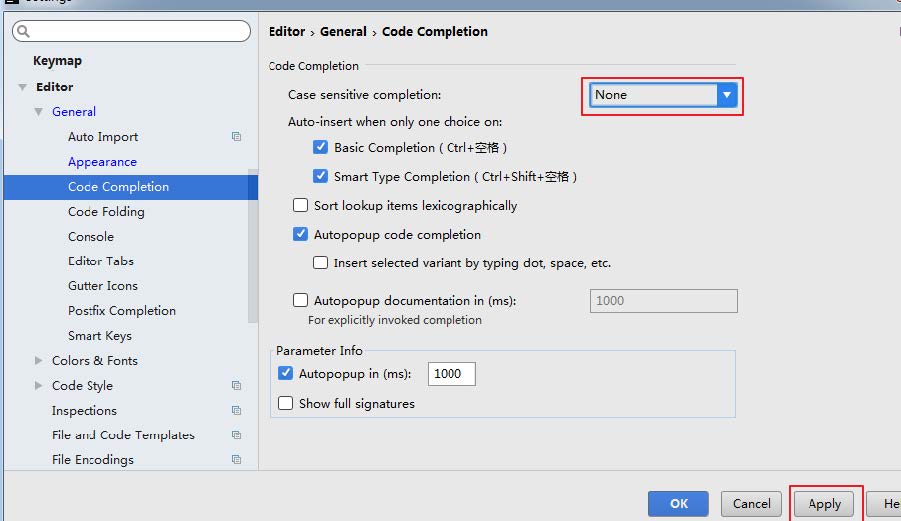 Editor › General › Code Completion
Keymap
Editor
General
Auto Import
Appearance
Code Completion
Code Folding
Console
Editor Tabs
Gutter Icons
Postfix Completion
Smart Keys
Colors & Fonts
Code Style
Inspections
File and Code Templates
File Encodings
Code Completion
Case sensitive completion:
None
Auto-insert when only one choice on:
Basic Completion ( Ctrl+空格 )
Smart Type Completion ( Ctrl+Shift+空格 )
Sort lookup items lexicographically
Autopopup code completion
Insert selected variant by typing dot, space, etc.
Autopopup documentation in (ms):
1000
For explicitly invoked completion
Parameter Info
Autopopup in (ms):
1000
Show full signatures
OK
Cancel
Apply